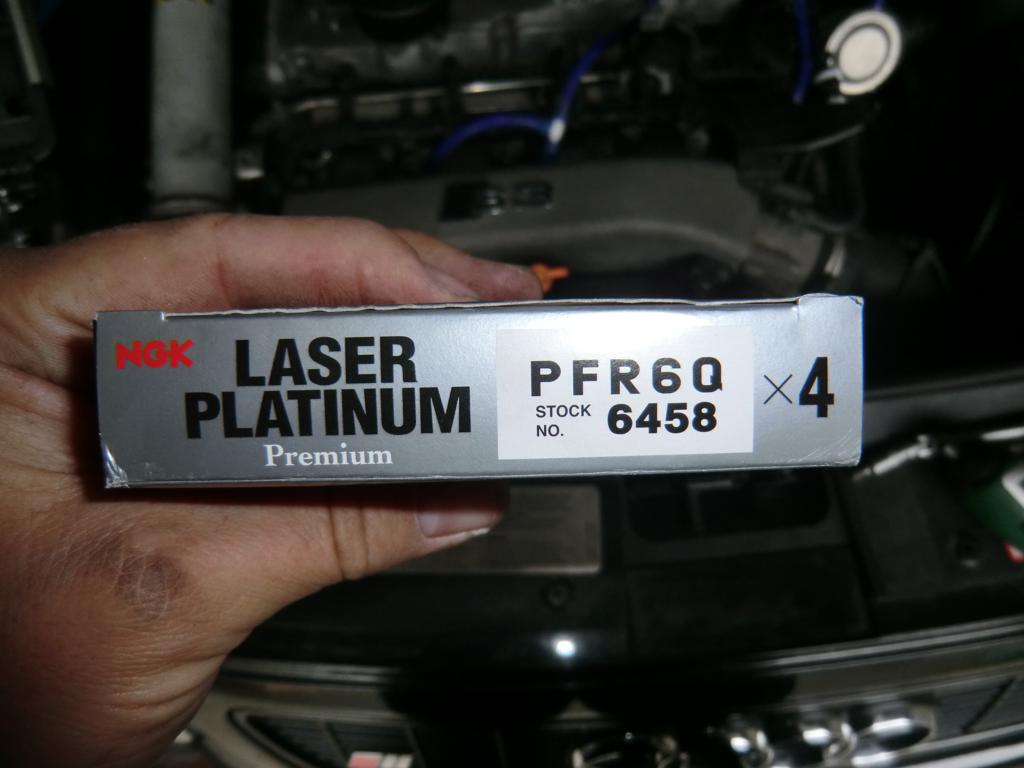 NGK
LASER
PLATINUM
Premium
PFR6Q
STOCK
NO. 6458
×4